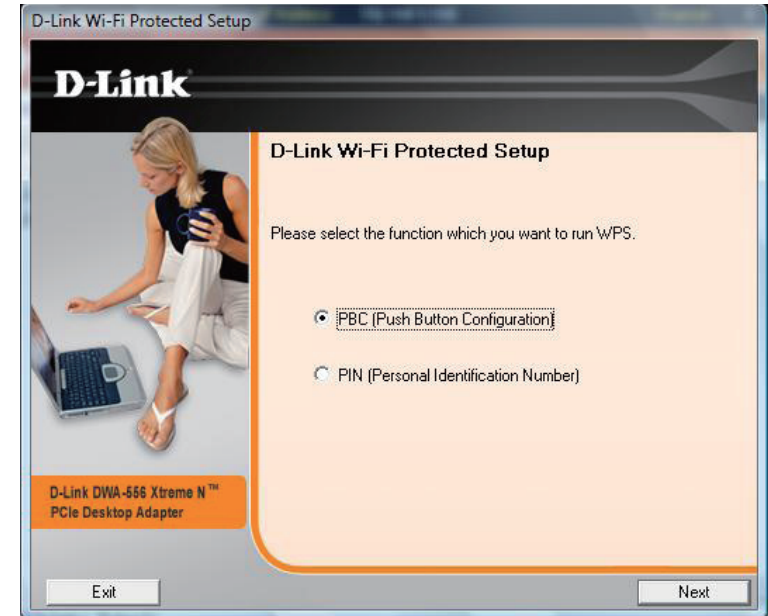 D-Link Wi-Fi Protected Setup
D-Link
D-Link Wi-Fi Protected Setup
Please select the function which you want to run WPS.
PBC (Push Button Configuration)
PIN (Personal Identification Number)
D-Link DWA-556 Xtreme N™
PCIe Desktop Adapter
Exit
Next